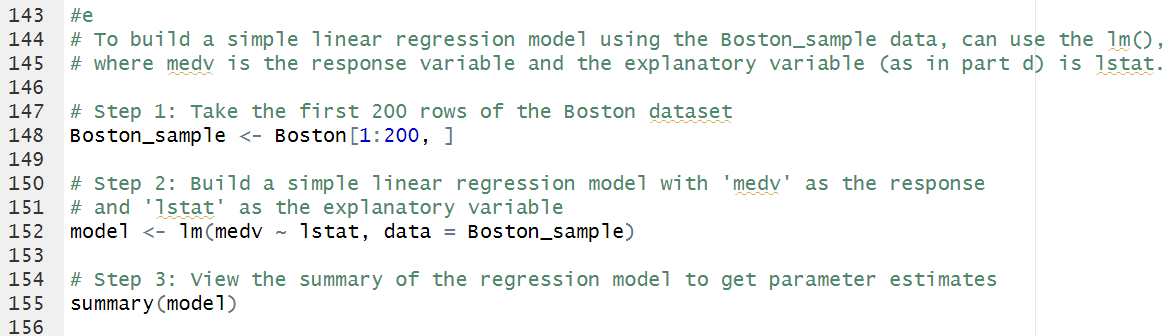 143 #e
144 # To build a simple linear regression model using the Boston_sample data, can use the lm(),
145 # where medv is the response variable and the explanatory variable (as in part d) is lstat.
146
147 # Step 1: Take the first 200 rows of the Boston dataset
148 Boston_sample <- Boston[1:200, ]
149
150 # Step 2: Build a simple linear regression model with 'medv' as the response
151 # and 'lstat' as the explanatory variable
152 model <- lm(medv ~ lstat, data = Boston_sample)
153
154 # Step 3: View the summary of the regression model to get parameter estimates
155 summary(model)
156